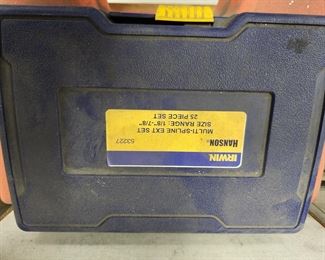 IRWIN
HANSON 53227
MULTI-SPLINE EXT SET
SIZE RANGE: 1/8"-7/8"
25 PIECE SET